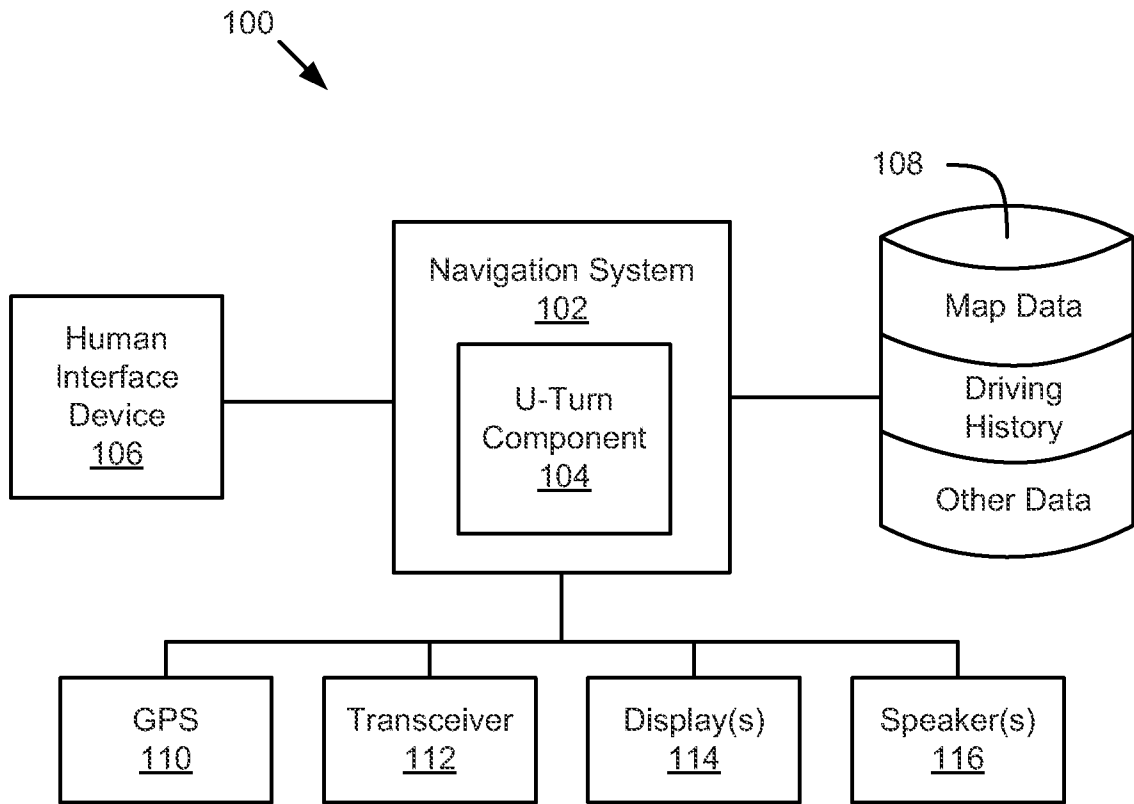 100
108
Navigation System
102
U-Turn
Component
104
Human
Interface
Device
106
Map Data
Driving
History
Other Data
GPS
110
Transceiver
112
Display(s)
114
Speaker(s)
116